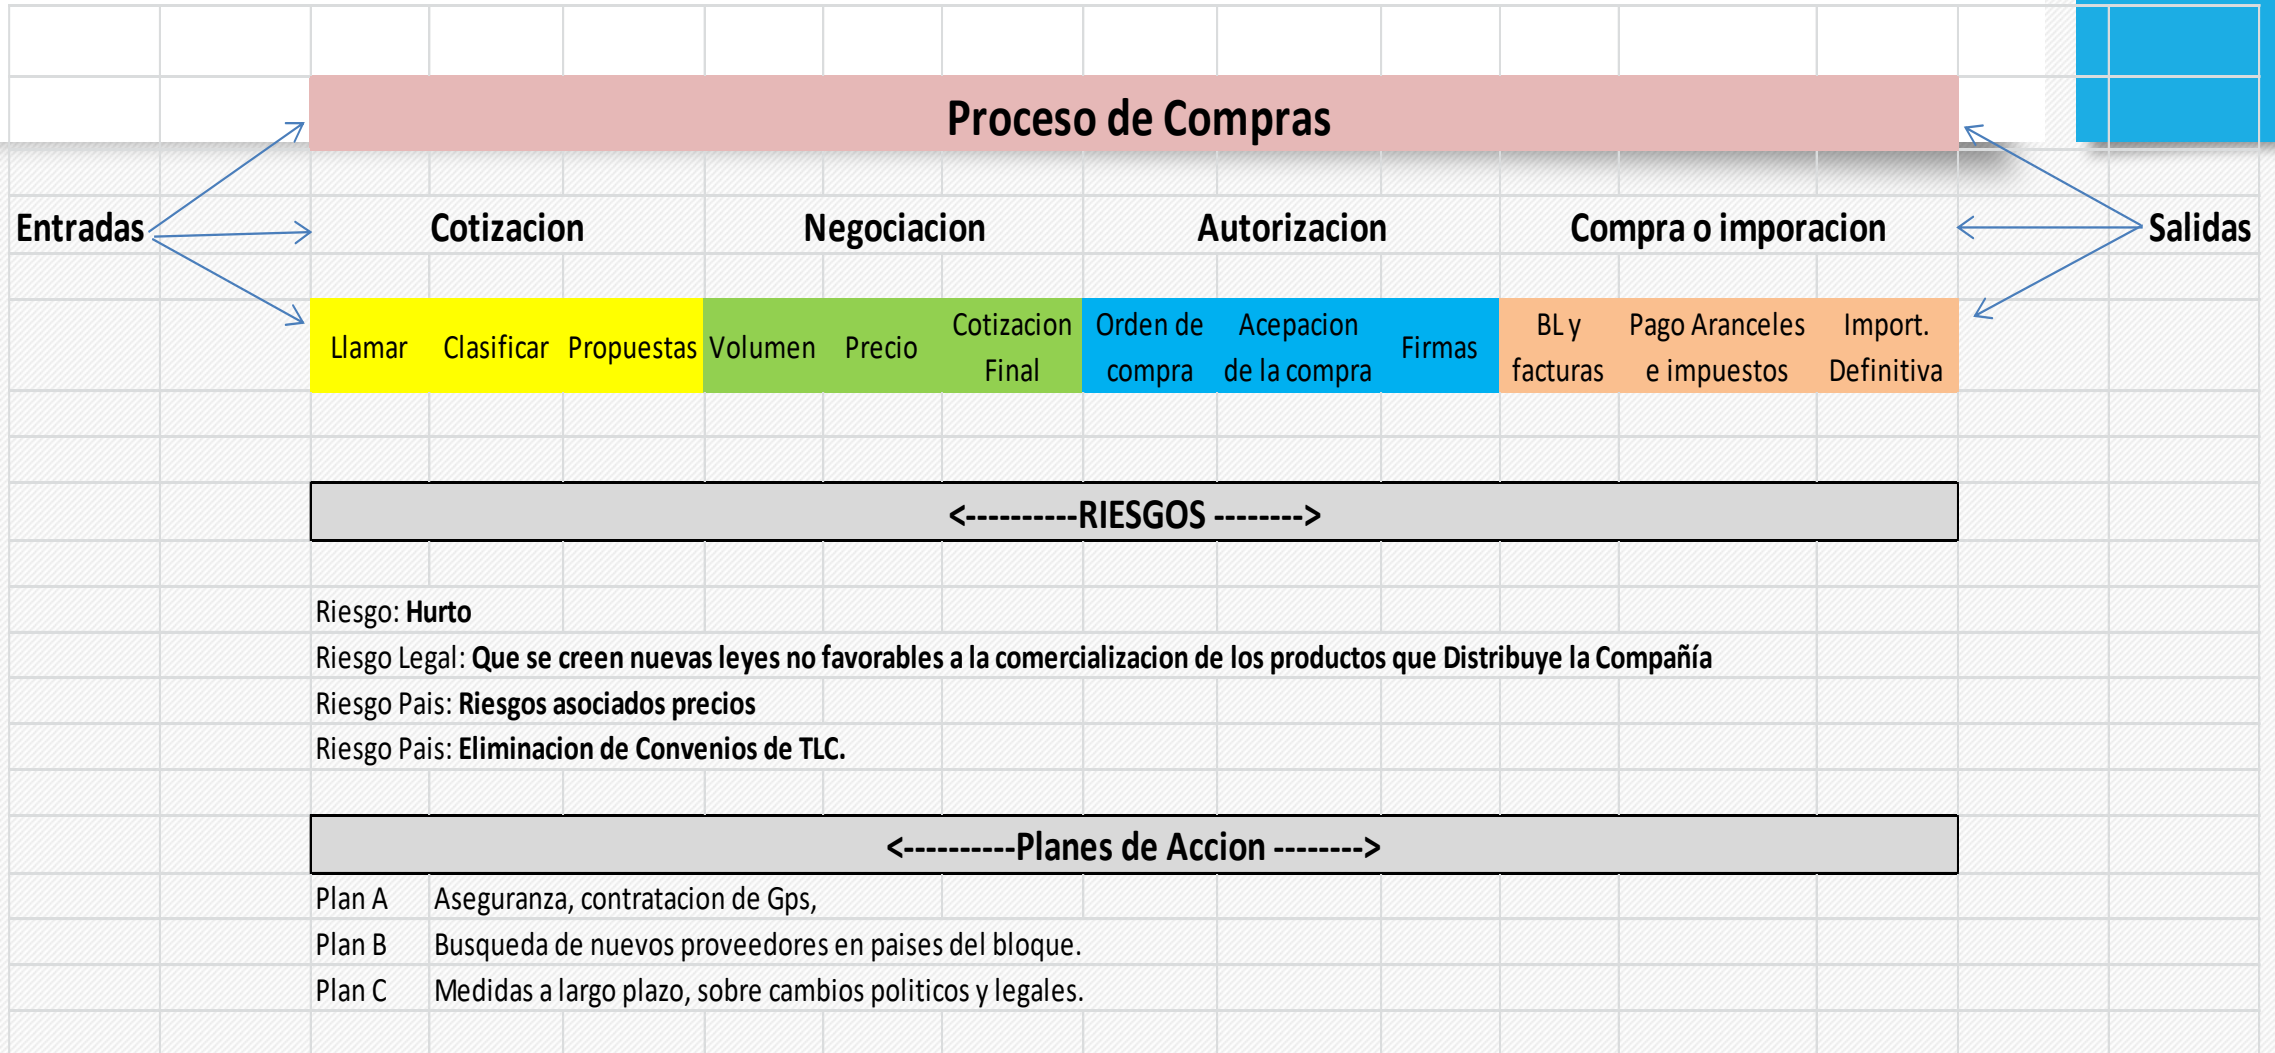 Proceso de Compras
Entradas Cotizacion Negociacion Autorizacion Compra o imporacion Salidas
Llamar Clasificar Propuestas Volumen Precio Cotizacion Final Orden de compra Acepacion de la compra Firmas BL y facturas Pago Aranceles e impuestos Import. Definitiva
<----------RIESGOS -------->
Riesgo: Hurto
Riesgo Legal: Que se creen nuevas leyes no favorables a la comercializacion de los productos que Distribuye la Compañía
Riesgo Pais: Riesgos asociados precios
Riesgo Pais: Eliminacion de Convenios de TLC.
<----------Planes de Accion -------->
Plan A Aseguranza, contratacion de Gps,
Plan B Busqueda de nuevos proveedores en paises del bloque.
Plan C Medidas a largo plazo, sobre cambios politicos y legales.